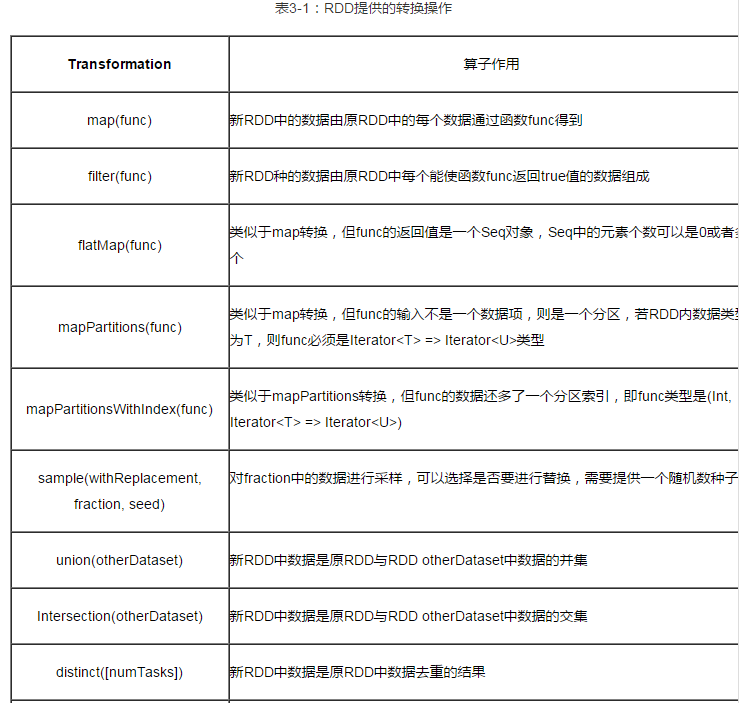 表3-1：RDD提供的转换操作
Transformation
算子作用
map(func)
新RDD中的数据由原RDD中的每个数据通过函数func得到
filter(func)
新RDD种的数据由原RDD中每个能使函数func返回true值的数据组成
flatMap(func)
类似于map转换，但func的返回值是一个Seq对象，Seq中的元素个数可以是0或者
个
mapPartitions(func)
类似于map转换，但func的输入不是一个数据项，则是一个分区，若RDD内数据类型
为T，则func必须是Iterator<T> => Iterator<U>类型
mapPartitionsWithIndex(func)
类似于mapPartitions转换，但func的数据还多了一个分区索引，即func类型是(Int,
Iterator<T> => Iterator<U>)
sample(withReplacement,
fraction, seed)
对fraction中的数据进行采样，可以选择是否要进行替换，需要提供一个随机数种子
union(otherDataset)
新RDD中数据是原RDD与RDD otherDataset中数据的并集
Intersection(otherDataset)
新RDD中数据是原RDD与RDD otherDataset中数据的交集
distinct([numTasks])
新RDD中数据是原RDD中数据去重的结果